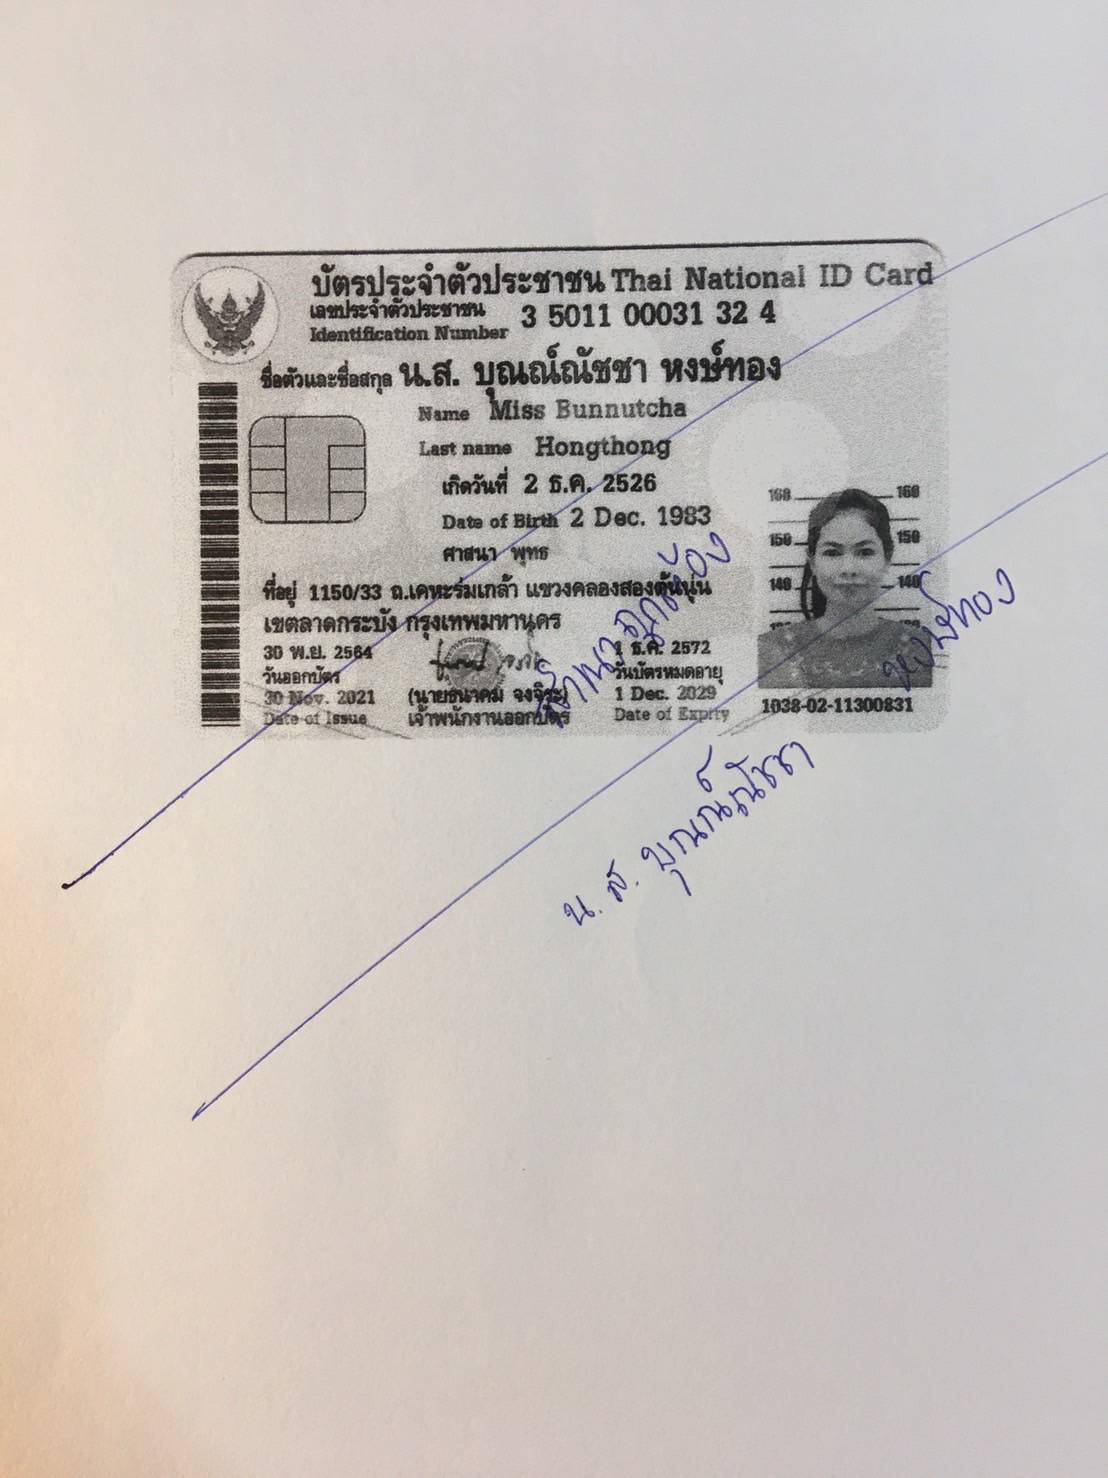 บัตรประจำตัวประชาชน Thai National ID Card
เลขประจำตัวประชาชน
Identification Number
3 5011 00031 32 4
ชื่อตัวและชื่อสกุล น.ส. บุณณ์ณัชชา หงษ์ทอง
Name Miss Bunnutcha
Last name Hongthong
เกิดวันที่ 2 ธ.ค. 2526
Date of Birth 2 Dec. 1983
ศาสนา พุทธ
ที่อยู่ 1150/33 ถ.เคหะร่มเกล้า แขวงคลองสองต้นนุ่น
เขตลาดกระบัง กรุงเทพมหานคร
30 พ.ย. 2564
วันออกบัตร
30 Nov. 2021
Date of Issue
(นายธนาคม จงจิระ)
เจ้าพนักงานออกบัตร
1 ธ.ค. 2572
วันบัตรหมดอายุ
1 Dec. 2029
Date of Expiry
160 160
150 150
140 140
1038-02-11300831
สำเนาถูกต้อง
น.ส. บุณณ์ณัชชา หงษ์ทอง